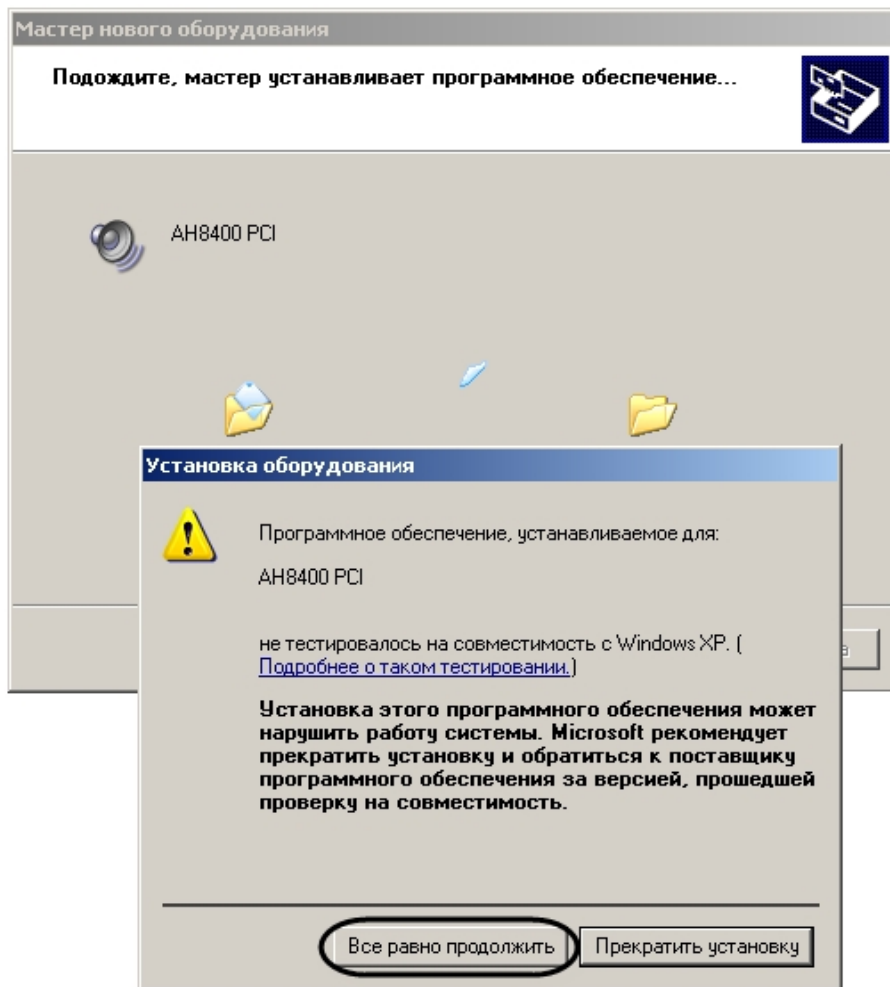 Мастер нового оборудования
Подождите, мастер устанавливает программное обеспечение...
AH8400 PCI
Установка оборудования
Программное обеспечение, устанавливаемое для:
AH8400 PCI
не тестировалось на совместимость с Windows XP. (
Подробнее о таком тестировании.)
Установка этого программного обеспечения может
нарушить работу системы. Microsoft рекомендует
прекратить установку и обратиться к поставщику
программного обеспечения за версией, прошедшей
проверку на совместимость.
Все равно продолжить
Прекратить установку